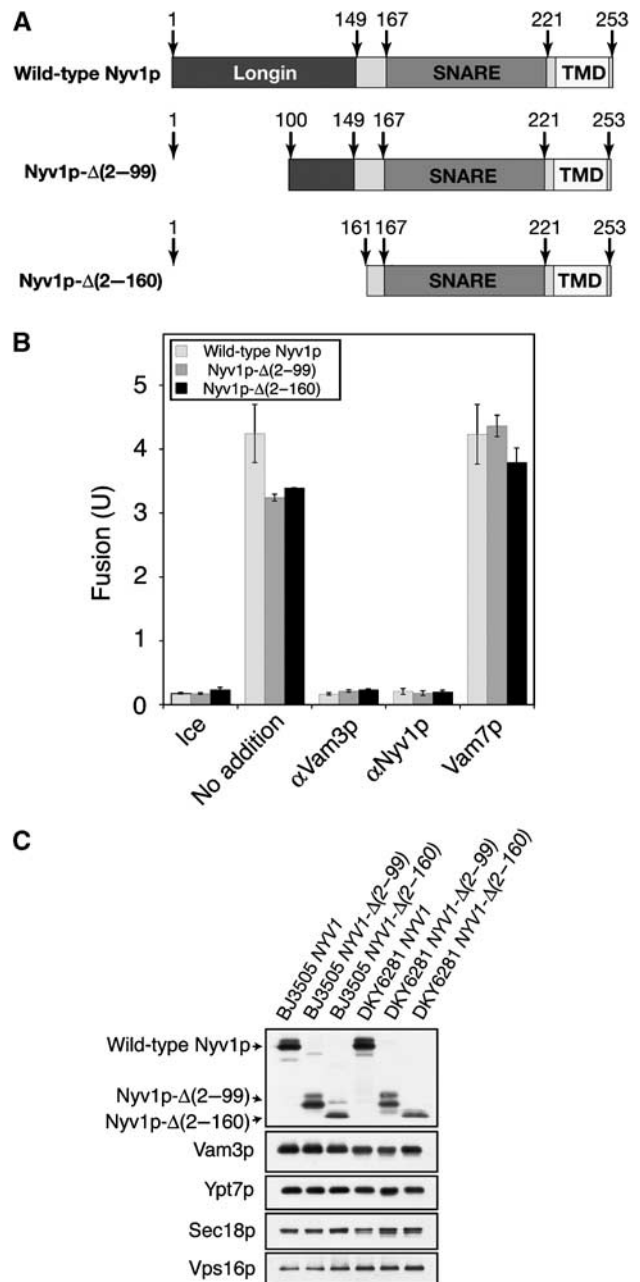 A
1 149 167 221 253
Wild-type Nyv1p Longin SNARE TMD
1 100 149 167 221 253
Nyv1p-Δ(2–99) SNARE TMD
1 161 167 221 253
Nyv1p-Δ(2–160) SNARE TMD
B
Wild-type Nyv1p
Nyv1p-Δ(2–99)
Nyv1p-Δ(2–160)
5
4
3
2
1
0
Fusion (U)
Ice
No addition
αVam3p
αNyv1p
Vam7p
C
BJ3505 NYV1
BJ3505 NYV1-Δ(2–99)
BJ3505 NYV1-Δ(2–160)
DKY6281 NYV1
DKY6281 NYV1-Δ(2–99)
DKY6281 NYV1-Δ(2–160)
Wild-type Nyv1p
Nyv1p-Δ(2–99)
Nyv1p-Δ(2–160)
Vam3p
Ypt7p
Sec18p
Vps16p